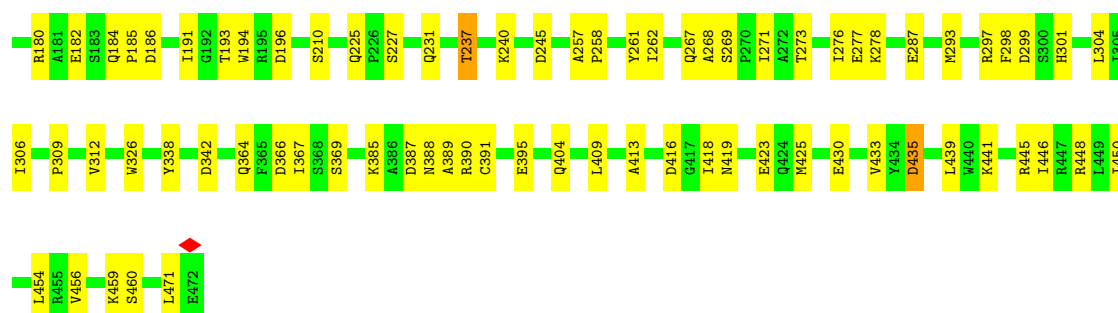 R180 A181 E182 S183 Q184 P185 D186 I191 G192 T193 W194 R195 D196 S210 Q225 P226 S227 Q231 T237 K240 D245 A257 P258 Y261 I262 Q267 A268 S269 P270 I271 A272 T273 I276 E277 K278 E287 M293 R297 F298 D299 S300 H301 L304 I305
I306 P309 V312 W326 Y338 D342 Q364 F365 D366 I367 S368 S369 K385 A386 D387 N388 A389 R390 C391 E395 Q404 L409 A413 D416 G417 I418 N419 E423 Q424 M425 E430 V433 Y434 D435 L439 W440 K441 R445 I446 R447 R448 L449 I450
L454 R455 V456 K459 S460 L471 E472